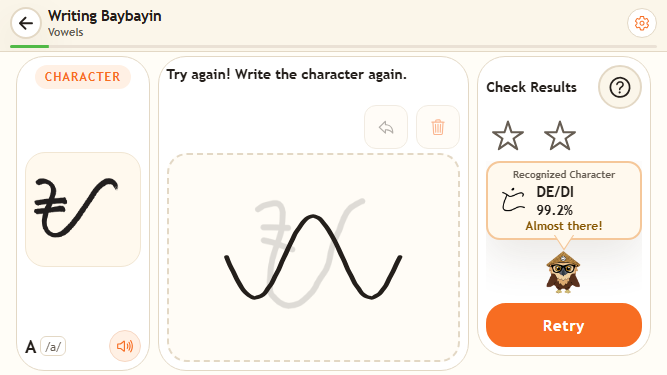 Writing Baybayin
Vowels
CHARACTER
ᜀ
A /a/
Try again! Write the character again.
Check Results
Recognized Character
ᜇᜒ
DE/DI
99.2%
Almost there!
Retry